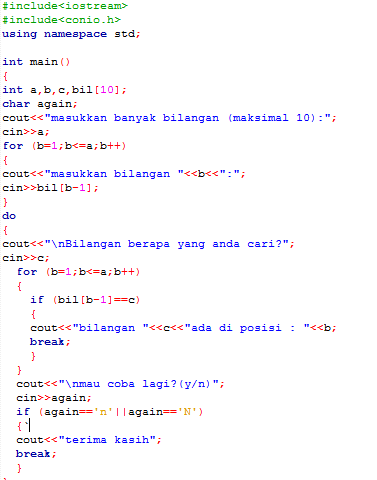 #include<iostream>
#include<conio.h>
using namespace std;

int main()
{
int a,b,c,bil[10];
char again;
cout<<"masukkan banyak bilangan (maksimal 10):";
cin>>a;
for (b=1;b<=a;b++)
{
cout<<"masukkan bilangan "<<b<<":";
cin>>bil[b-1];
}
do
{
cout<<"\nBilangan berapa yang anda cari?";
cin>>c;
  for (b=1;b<=a;b++)
  {
    if (bil[b-1]==c)
    {
    cout<<"bilangan "<<c<<"ada di posisi : "<<b;
    break;
    }
  }
  cout<<"\nmau coba lagi?(y/n)";
  cin>>again;
  if (again=='n'||again=='N')
  {`
  cout<<"terima kasih";
  break;
  }